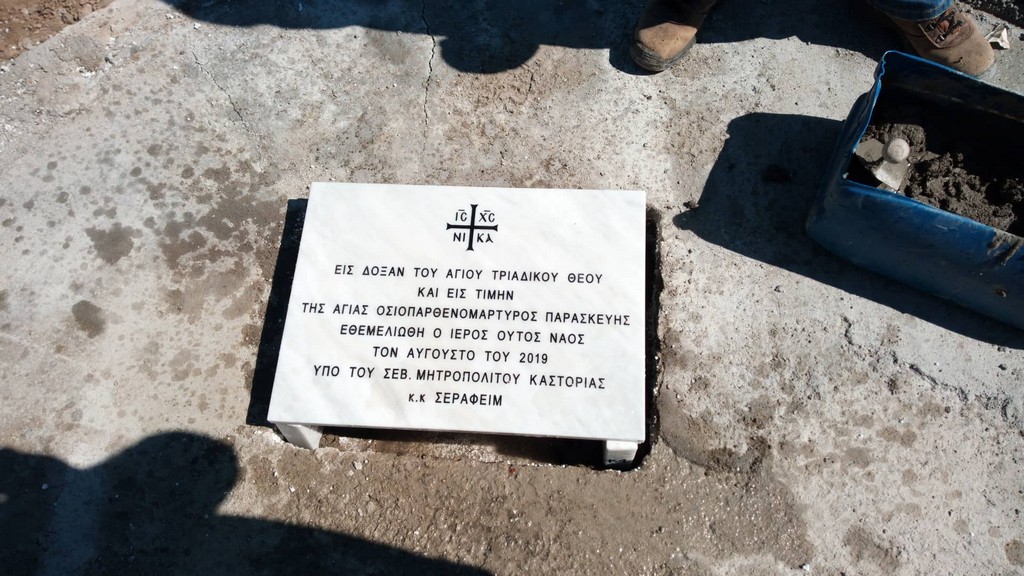 ΙC ΧC
ΝΙ ΚΑ
ΕΙΣ ΔΟΞΑΝ ΤΟΥ ΑΓΙΟΥ ΤΡΙΑΔΙΚΟΥ ΘΕΟΥ
ΚΑΙ ΕΙΣ ΤΙΜΗΝ
ΤΗΣ ΑΓΙΑΣ ΟΣΙΟΠΑΡΘΕΝΟΜΑΡΤΥΡΟΣ ΠΑΡΑΣΚΕΥΗΣ
ΕΘΕΜΕΛΙΩΘΗ Ο ΙΕΡΟΣ ΟΥΤΟΣ ΝΑΟΣ
ΤΟΝ ΑΥΓΟΥΣΤΟ ΤΟΥ 2019
ΥΠΟ ΤΟΥ ΣΕΒ. ΜΗΤΡΟΠΟΛΙΤΟΥ ΚΑΣΤΟΡΙΑΣ
κ.κ ΣΕΡΑΦΕΙΜ